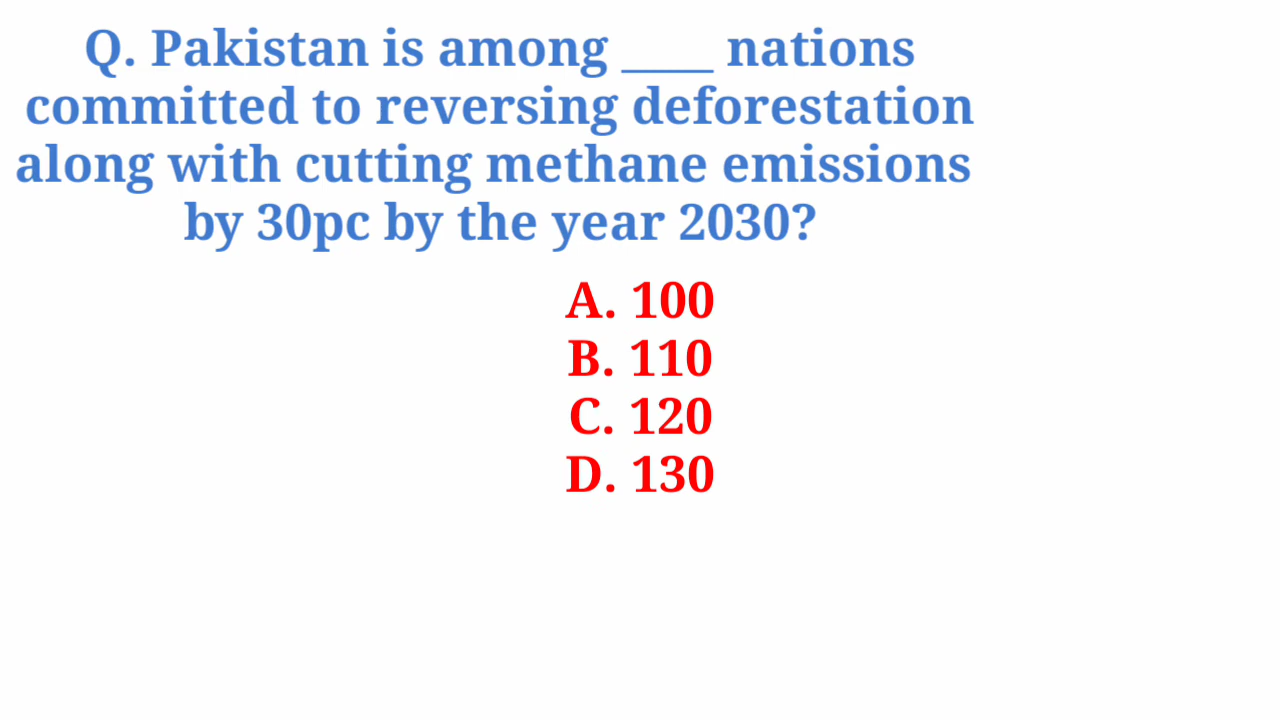 Q. Pakistan is among ____ nations
committed to reversing deforestation
along with cutting methane emissions
by 30pc by the year 2030?
A. 100
B. 110
C. 120
D. 130